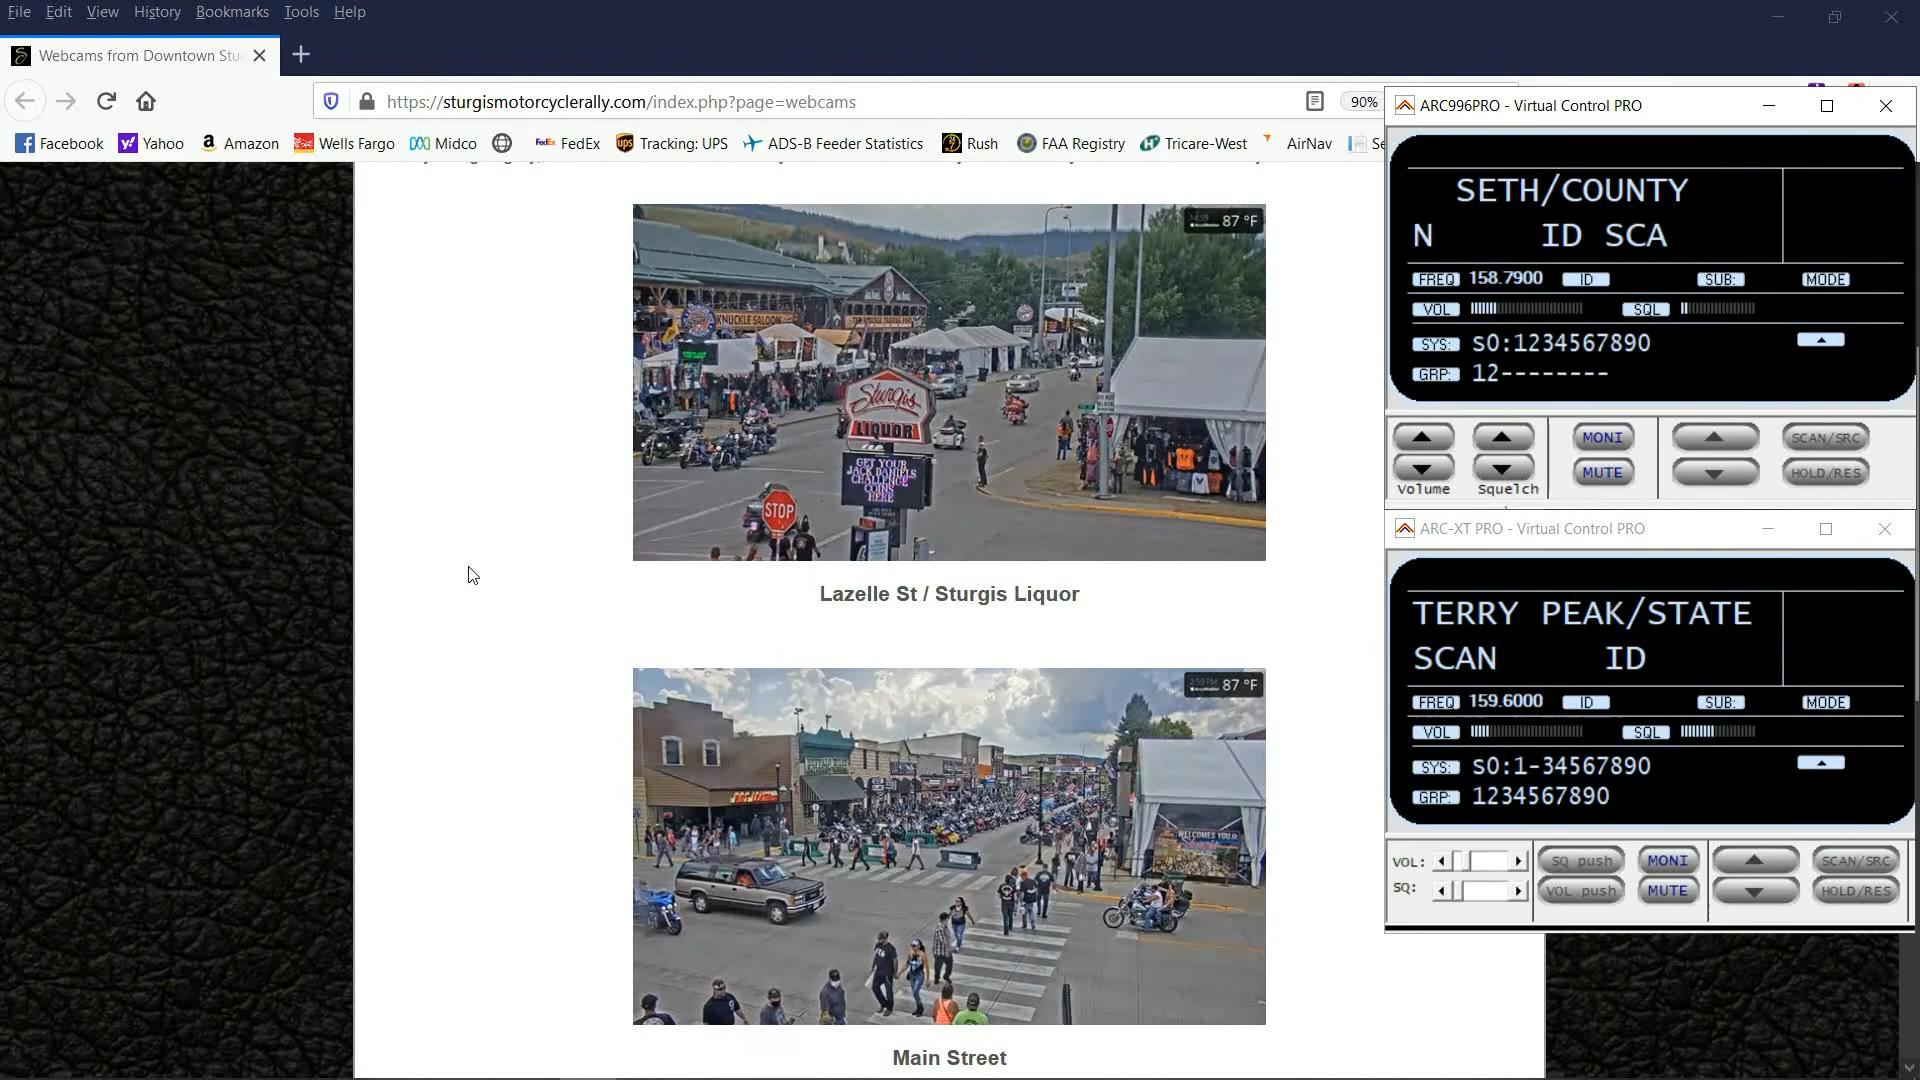 File Edit View History Bookmarks Tools Help
Webcams from Downtown Stu
https://sturgismotorcyclerally.com/index.php?page=webcams
90%
Facebook Yahoo Amazon Wells Fargo Midco FedEx FedEx Tracking: UPS ADS-B Feeder Statistics Rush FAA Registry Tricare-West AirNav Se
87 °F
KNUCKLE SALOON
Sturgis
LIQUOR
GET YOUR
JACK DANIELS
CHALLENGE
COINS
HERE
STOP
Lazelle St / Sturgis Liquor
2:59 PM
87 °F
WELCOMES YOU
Main Street
ARC996PRO - Virtual Control PRO
SETH/COUNTY
N ID SCA
FREQ 158.7900 ID SUB: MODE
VOL SQL
SYS: S0:1234567890
GRP: 12--------
MONI SCAN/SRC
MUTE HOLD/RES
Volume Squelch
ARC-XT PRO - Virtual Control PRO
TERRY PEAK/STATE
SCAN ID
FREQ 159.6000 ID SUB: MODE
VOL SQL
SYS: S0:1-34567890
GRP: 1234567890
VOL: SQ push MONI SCAN/SRC
SQ: VOL push MUTE HOLD/RES